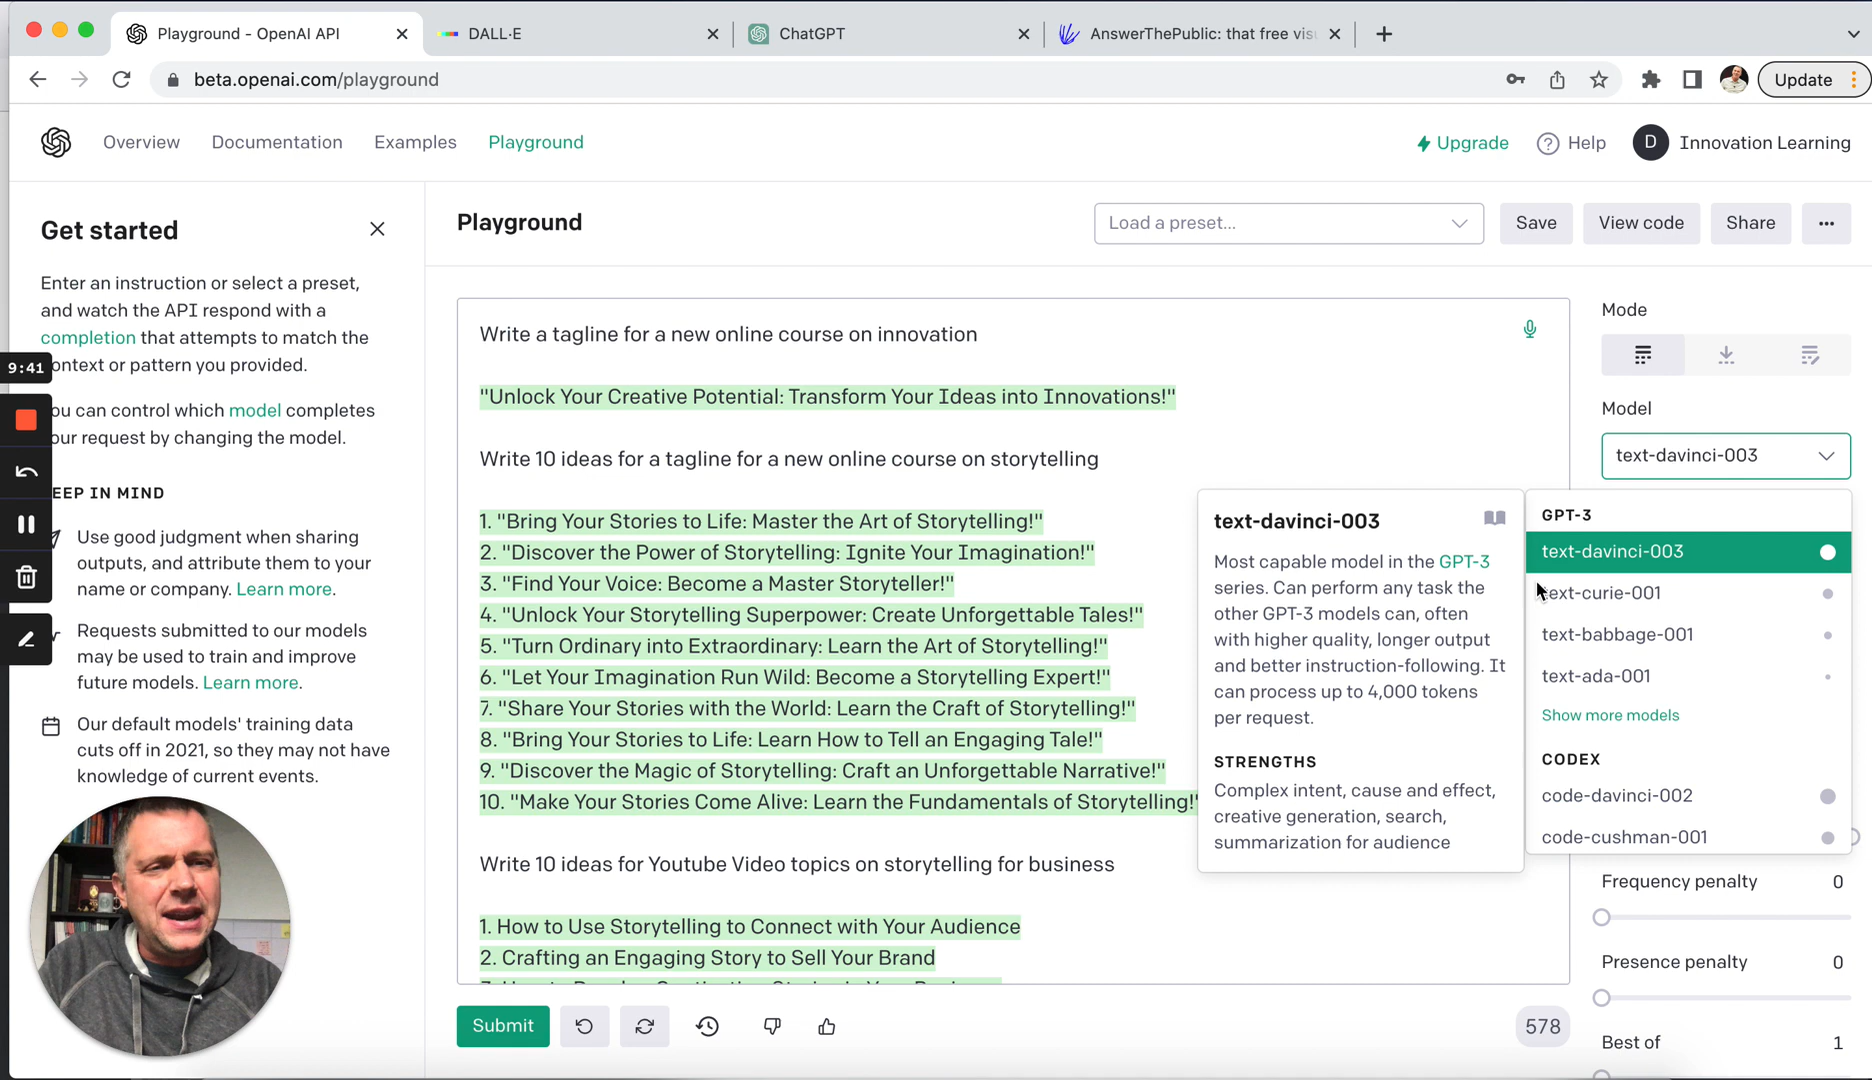 Playground - OpenAI API
DALL·E
ChatGPT
AnswerThePublic: that free vis
beta.openai.com/playground
Update
Overview
Documentation
Examples
Playground
Upgrade
Help
D
Innovation Learning
Get started
Enter an instruction or select a preset,
and watch the API respond with a
completion that attempts to match the
context or pattern you provided.
9:41
You can control which model completes
your request by changing the model.
KEEP IN MIND
Use good judgment when sharing
outputs, and attribute them to your
name or company. Learn more.
Requests submitted to our models
may be used to train and improve
future models. Learn more.
Our default models' training data
cuts off in 2021, so they may not have
knowledge of current events.
Playground
Load a preset...
Save
View code
Share
Write a tagline for a new online course on innovation
"Unlock Your Creative Potential: Transform Your Ideas into Innovations!"
Write 10 ideas for a tagline for a new online course on storytelling
1. "Bring Your Stories to Life: Master the Art of Storytelling!"
2. "Discover the Power of Storytelling: Ignite Your Imagination!"
3. "Find Your Voice: Become a Master Storyteller!"
4. "Unlock Your Storytelling Superpower: Create Unforgettable Tales!"
5. "Turn Ordinary into Extraordinary: Learn the Art of Storytelling!"
6. "Let Your Imagination Run Wild: Become a Storytelling Expert!"
7. "Share Your Stories with the World: Learn the Craft of Storytelling!"
8. "Bring Your Stories to Life: Learn How to Tell an Engaging Tale!"
9. "Discover the Magic of Storytelling: Craft an Unforgettable Narrative!"
10. "Make Your Stories Come Alive: Learn the Fundamentals of Storytelling!"
Write 10 ideas for Youtube Video topics on storytelling for business
1. How to Use Storytelling to Connect with Your Audience
2. Crafting an Engaging Story to Sell Your Brand
Submit
578
text-davinci-003
Most capable model in the GPT-3
series. Can perform any task the
other GPT-3 models can, often
with higher quality, longer output
and better instruction-following. It
can process up to 4,000 tokens
per request.
STRENGTHS
Complex intent, cause and effect,
creative generation, search,
summarization for audience
Mode
Model
text-davinci-003
GPT-3
text-davinci-003
text-curie-001
text-babbage-001
text-ada-001
Show more models
CODEX
code-davinci-002
code-cushman-001
Frequency penalty 0
Presence penalty 0
Best of 1